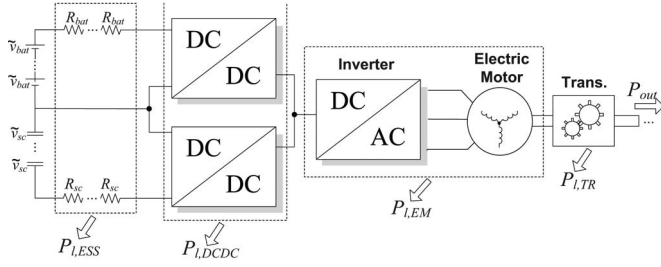 R_bat ... R_bat
ṽ_bat
ṽ_bat
ṽ_sc
ṽ_sc
R_sc ... R_sc
P_l,ESS
DC
DC
DC
DC
P_l,DCDC
Inverter
DC
AC
Electric
Motor
P_l,EM
Trans.
P_l,TR
P_out
...